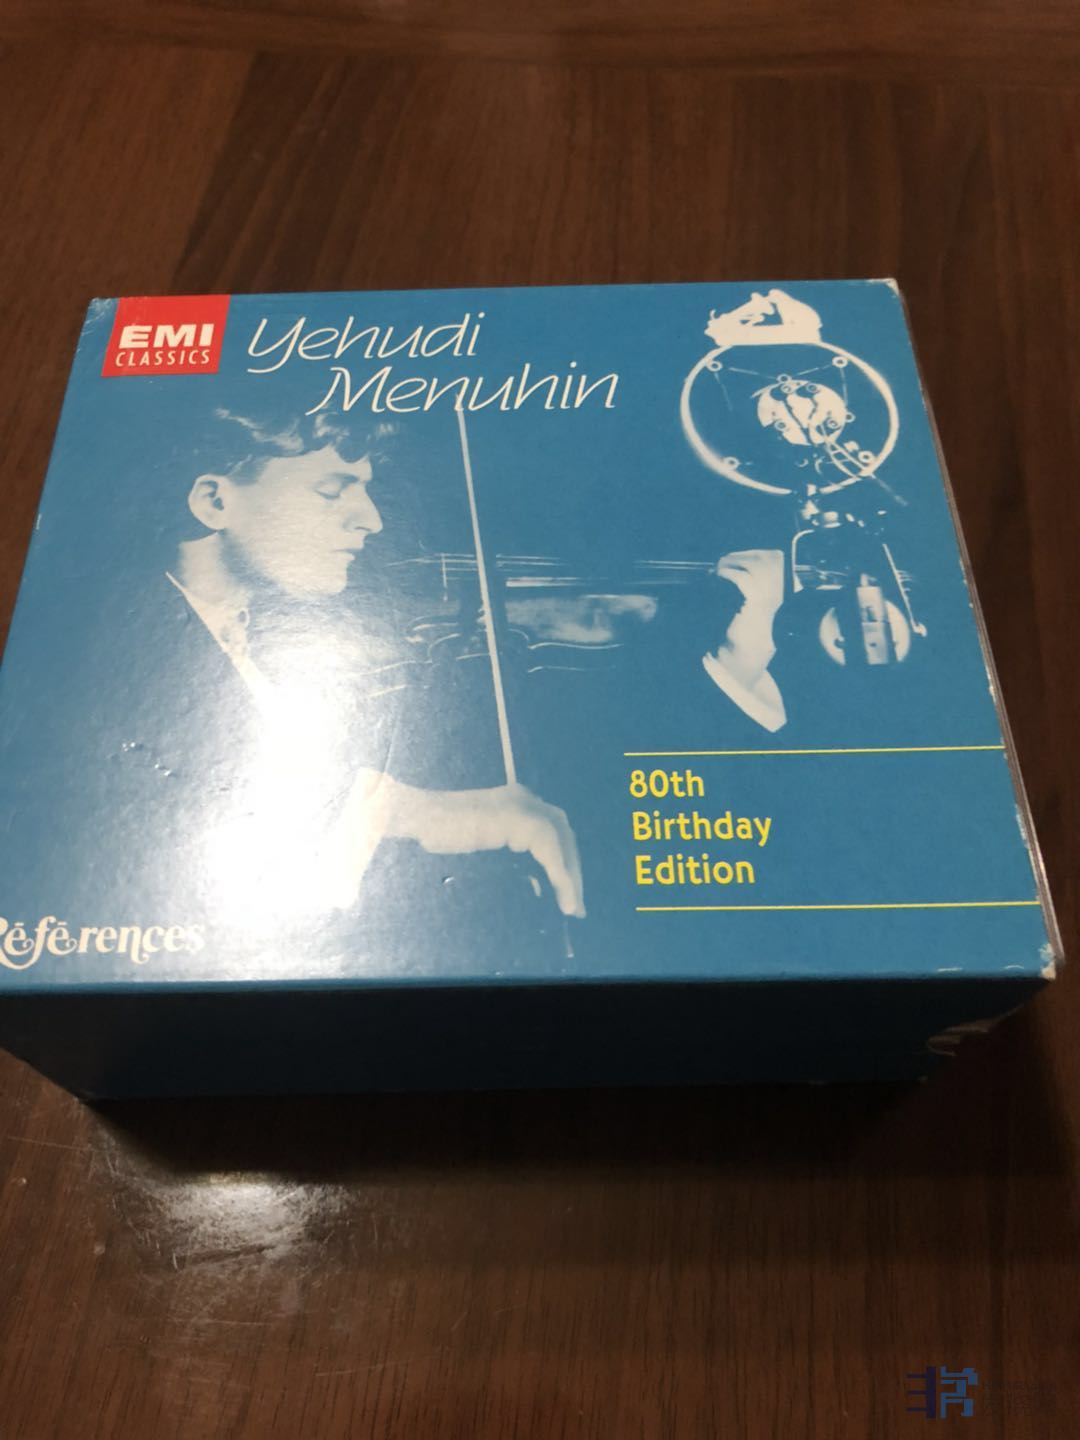 EMI
CLASSICS
Yehudi
Menuhin
80th
Birthday
Edition
Références